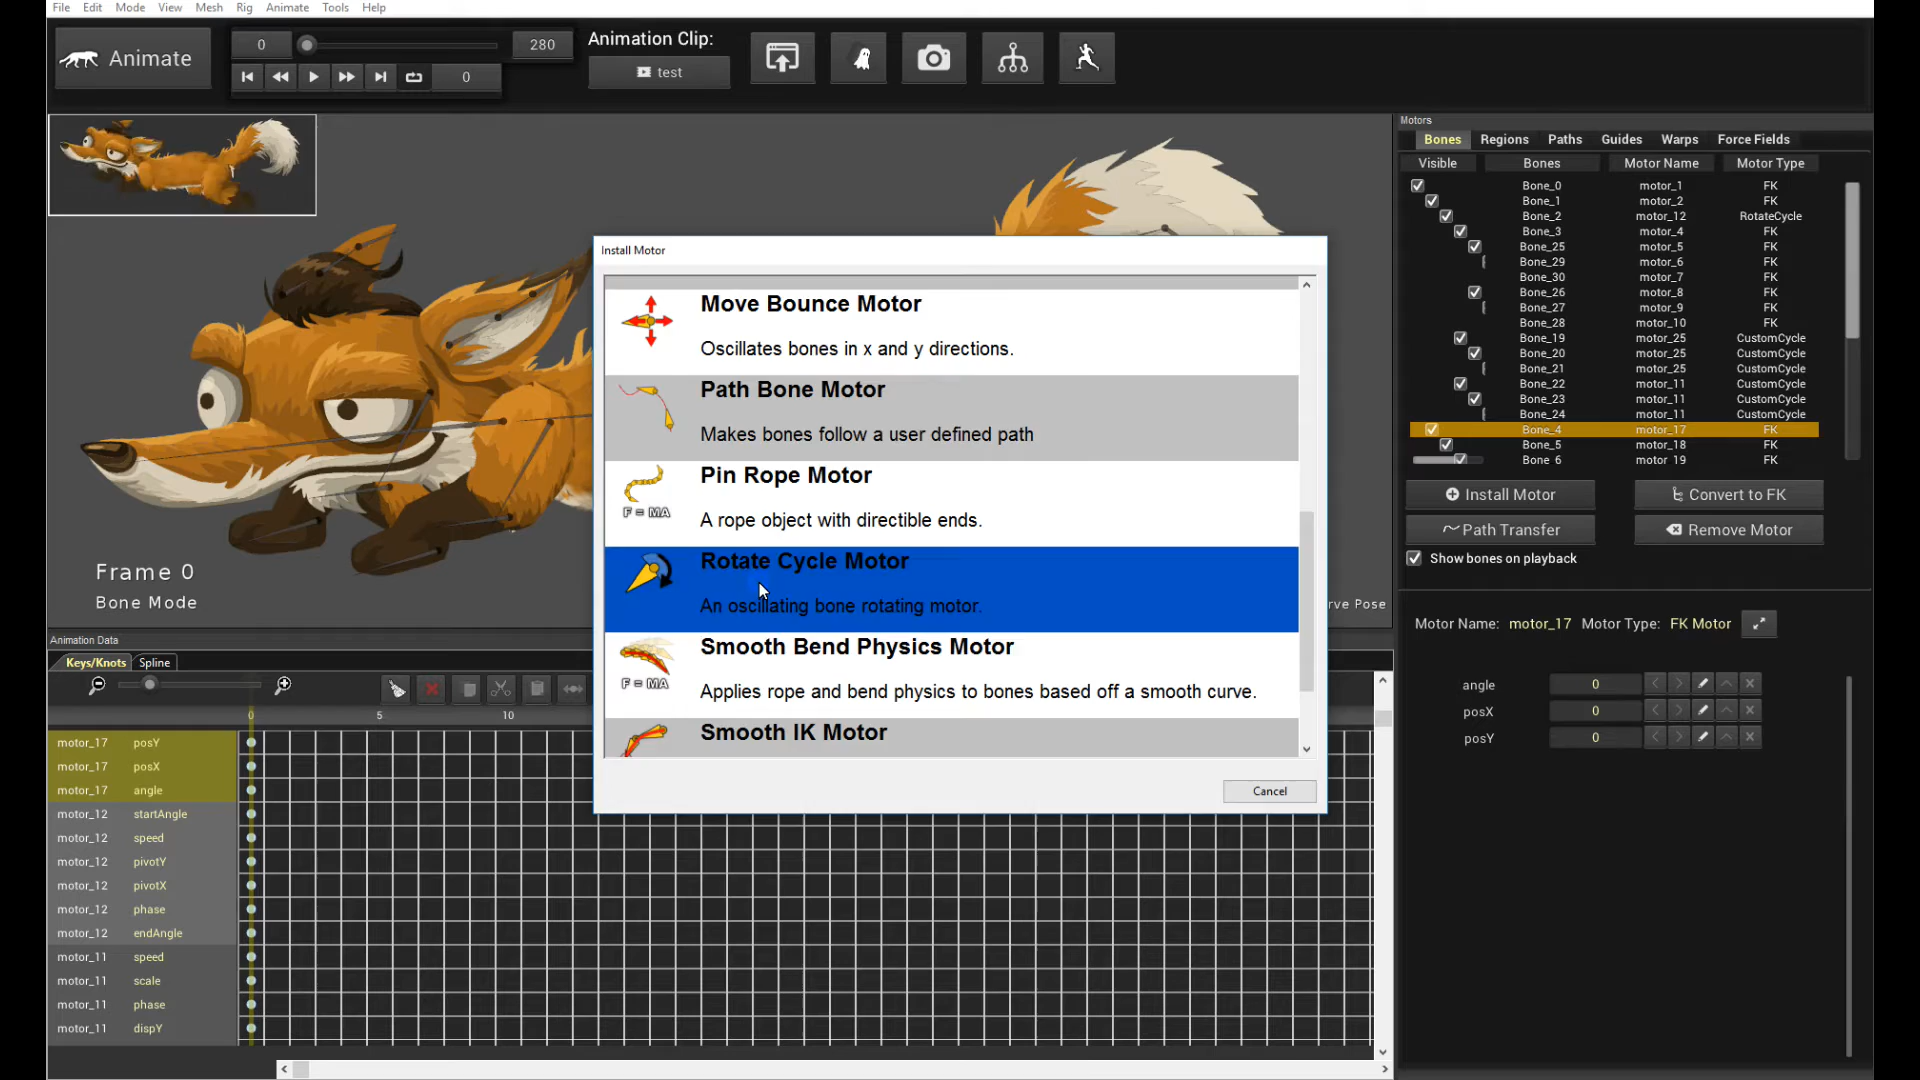 File Edit Mode View Mesh Rig Animate Tools Help
Animate
0
280
0
Animation Clip:
test
Motors
Bones Regions Paths Guides Warps Force Fields
Visible Bones Motor Name Motor Type
Bone_0 motor_1 FK
Bone_1 motor_2 FK
Bone_2 motor_12 RotateCycle
Bone_3 motor_4 FK
Bone_25 motor_5 FK
Bone_29 motor_6 FK
Bone_30 motor_7 FK
Bone_26 motor_8 FK
Bone_27 motor_9 FK
Bone_28 motor_10 FK
Bone_19 motor_25 CustomCycle
Bone_20 motor_25 CustomCycle
Bone_21 motor_25 CustomCycle
Bone_22 motor_11 CustomCycle
Bone_23 motor_11 CustomCycle
Bone_24 motor_11 CustomCycle
Bone_4 motor_17 FK
Bone_5 motor_18 FK
Bone_6 motor_19 FK
Install Motor Convert to FK
Path Transfer Remove Motor
Show bones on playback
Motor Name: motor_17 Motor Type: FK Motor
angle 0
posX 0
posY 0
Install Motor
Move Bounce Motor
Oscillates bones in x and y directions.
Path Bone Motor
Makes bones follow a user defined path
Pin Rope Motor
F = MA
A rope object with directible ends.
Rotate Cycle Motor
An oscillating bone rotating motor.
Smooth Bend Physics Motor
F = MA
Applies rope and bend physics to bones based off a smooth curve.
Smooth IK Motor
Cancel
Frame 0
Bone Mode
Pose
Animation Data
Keys/Knots Spline
0 5 10
motor_17 posY
motor_17 posX
motor_17 angle
motor_12 startAngle
motor_12 speed
motor_12 pivotY
motor_12 pivotX
motor_12 phase
motor_12 endAngle
motor_11 speed
motor_11 scale
motor_11 phase
motor_11 dispY